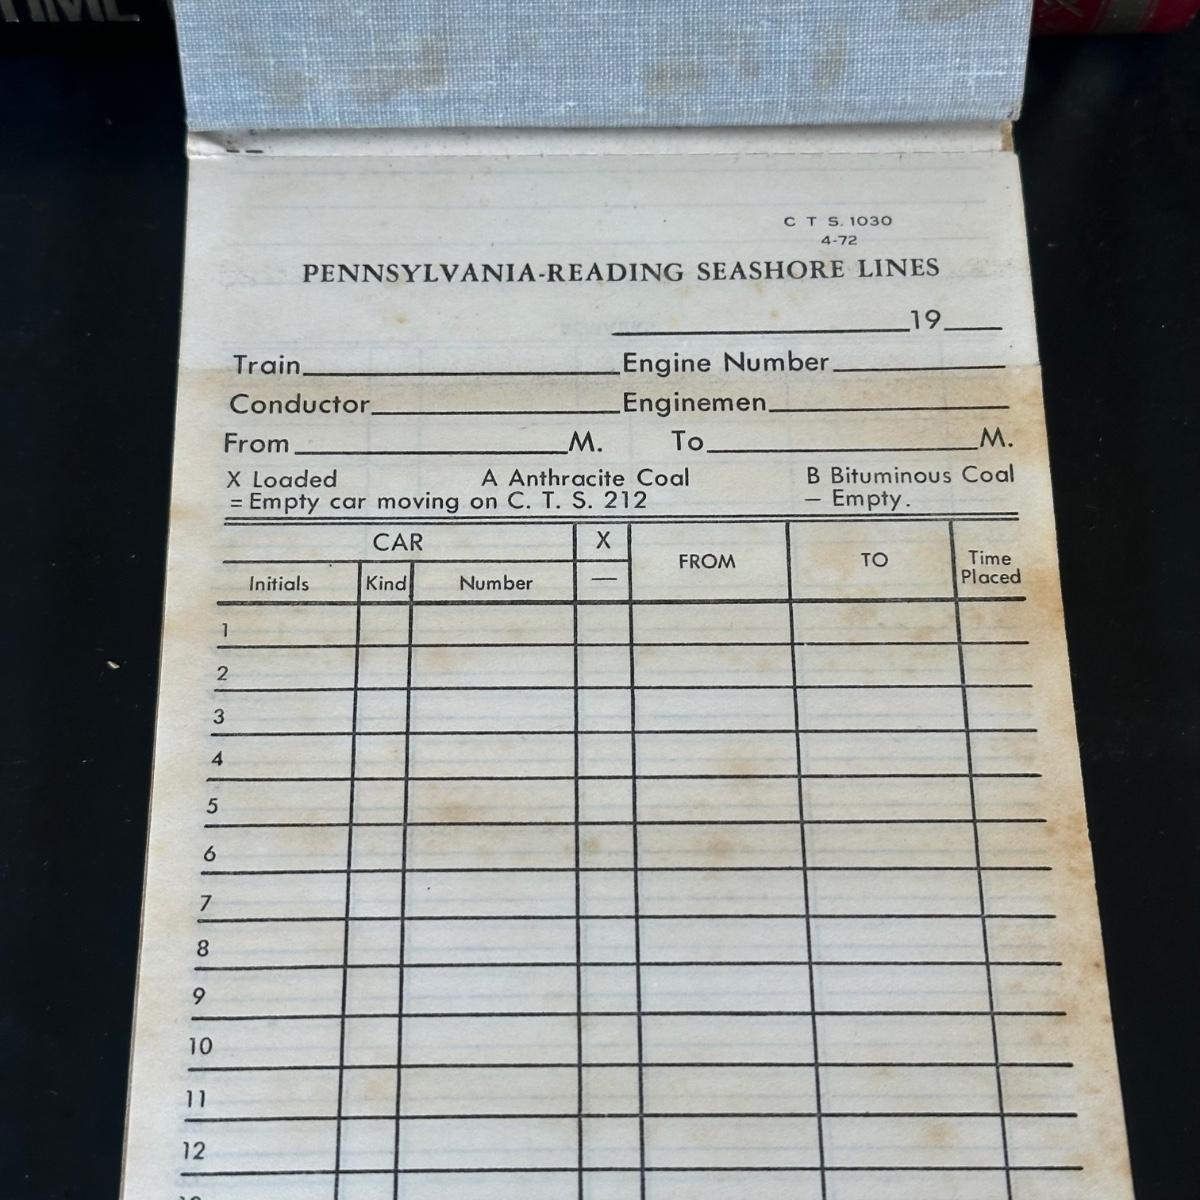 TIME
C T S. 1030
4-72
PENNSYLVANIA-READING SEASHORE LINES
19
Train Engine Number
Conductor Enginemen
From M. To M.
X Loaded A Anthracite Coal B Bituminous Coal
= Empty car moving on C. T. S. 212 — Empty.
CAR X FROM TO Time Placed
Initials Kind Number —
1
2
3
4
5
6
7
8
9
10
11
12